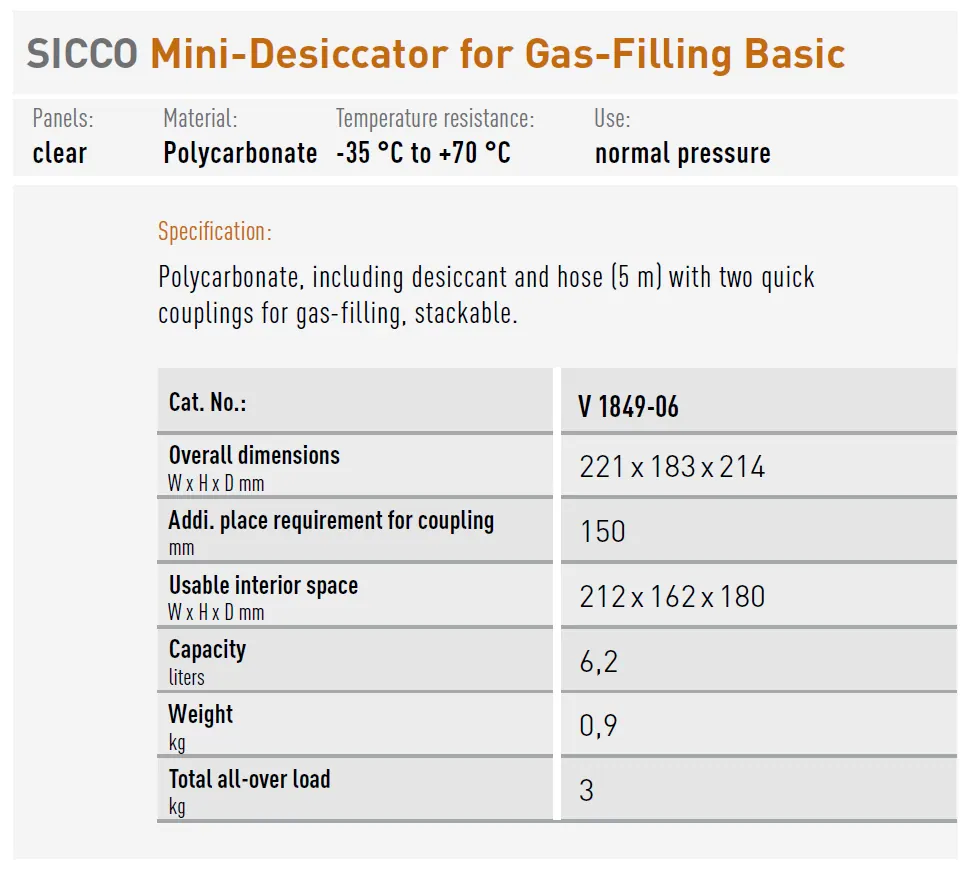 SICCO Mini-Desiccator for Gas-Filling Basic
Panels: Material: Temperature resistance: Use:
clear Polycarbonate -35 °C to +70 °C normal pressure
Specification:
Polycarbonate, including desiccant and hose (5 m) with two quick
couplings for gas-filling, stackable.
Cat. No.: V 1849-06
Overall dimensions
W x H x D mm
221 x 183 x 214
Addi. place requirement for coupling
mm
150
Usable interior space
W x H x D mm
212 x 162 x 180
Capacity
liters
6,2
Weight
kg
0,9
Total all-over load
kg
3